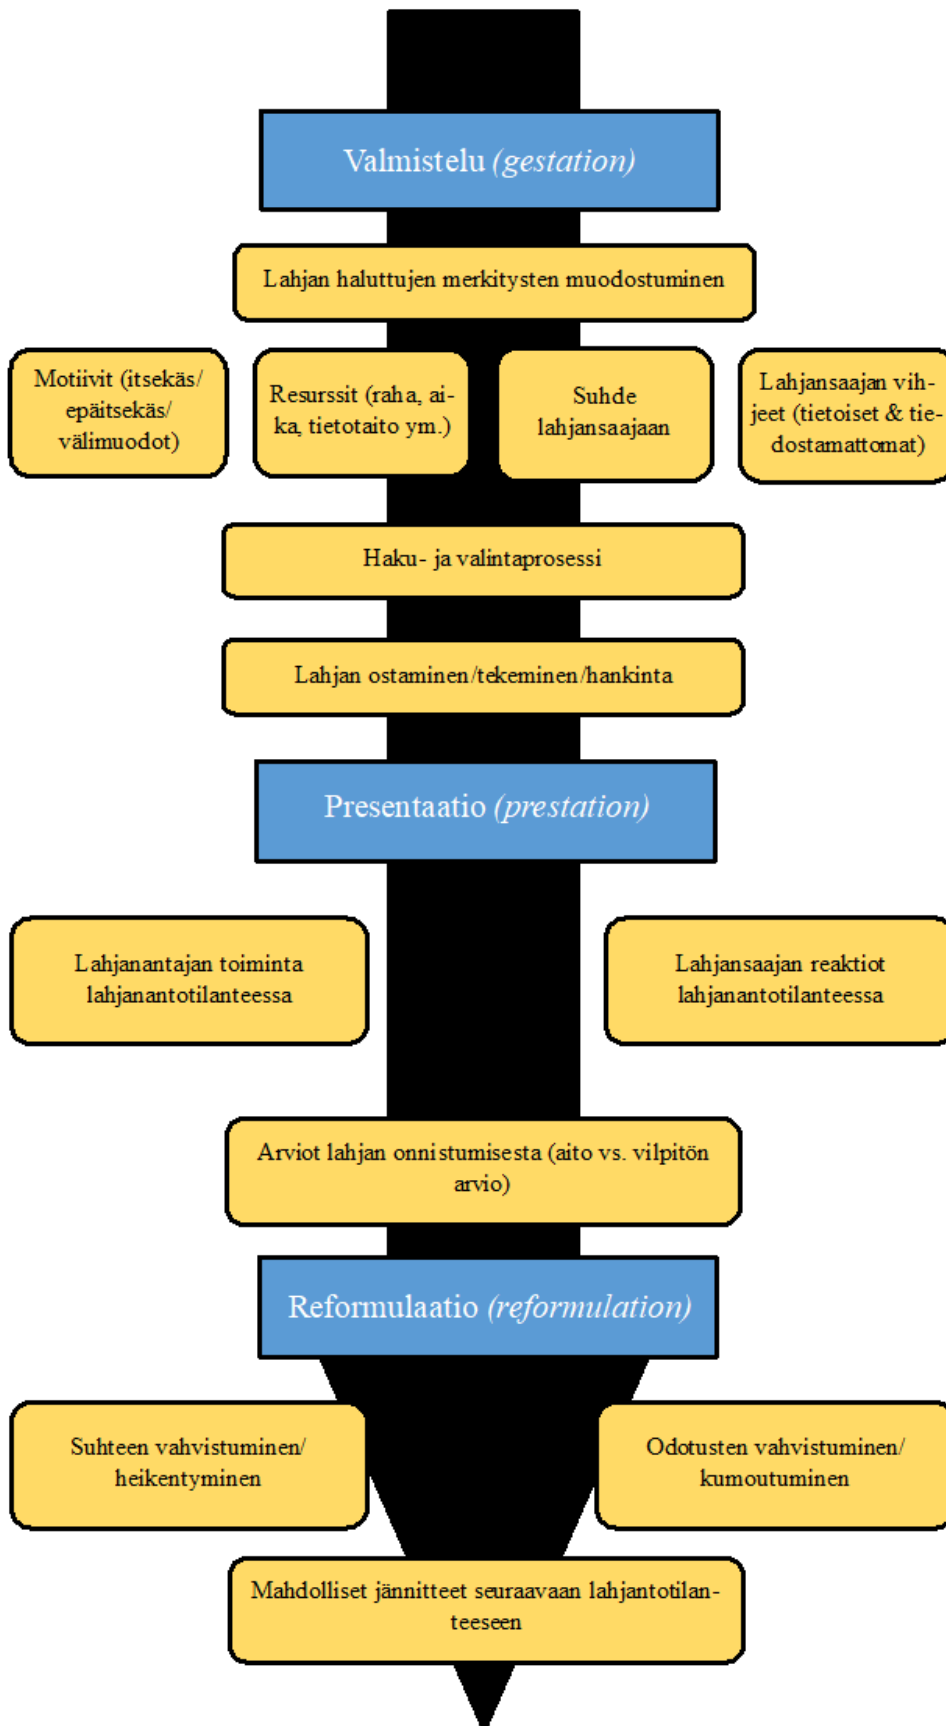 Valmistelu (gestation)
Lahjan haluttujen merkitysten muodostuminen
Motiivit (itsekäs/
epäitsekäs/
välimuodot)
Resurssit (raha, ai-
ka, tietotaito ym.)
Suhde
lahjansaajaan
Lahjansaajan vih-
jeet (tietoiset & tie-
dostamattomat)
Haku- ja valintaprosessi
Lahjan ostaminen/tekeminen/hankinta
Presentaatio (prestation)
Lahjanantajan toiminta
lahjanantotilanteessa
Lahjansaajan reaktiot
lahjanantotilanteessa
Arviot lahjan onnistumisesta (aito vs. vilpitön
arvio)
Reformulaatio (reformulation)
Suhteen vahvistuminen/
heikentyminen
Odotusten vahvistuminen/
kumoutuminen
Mahdolliset jännitteet seuraavaan lahjantotilan-
teeseen